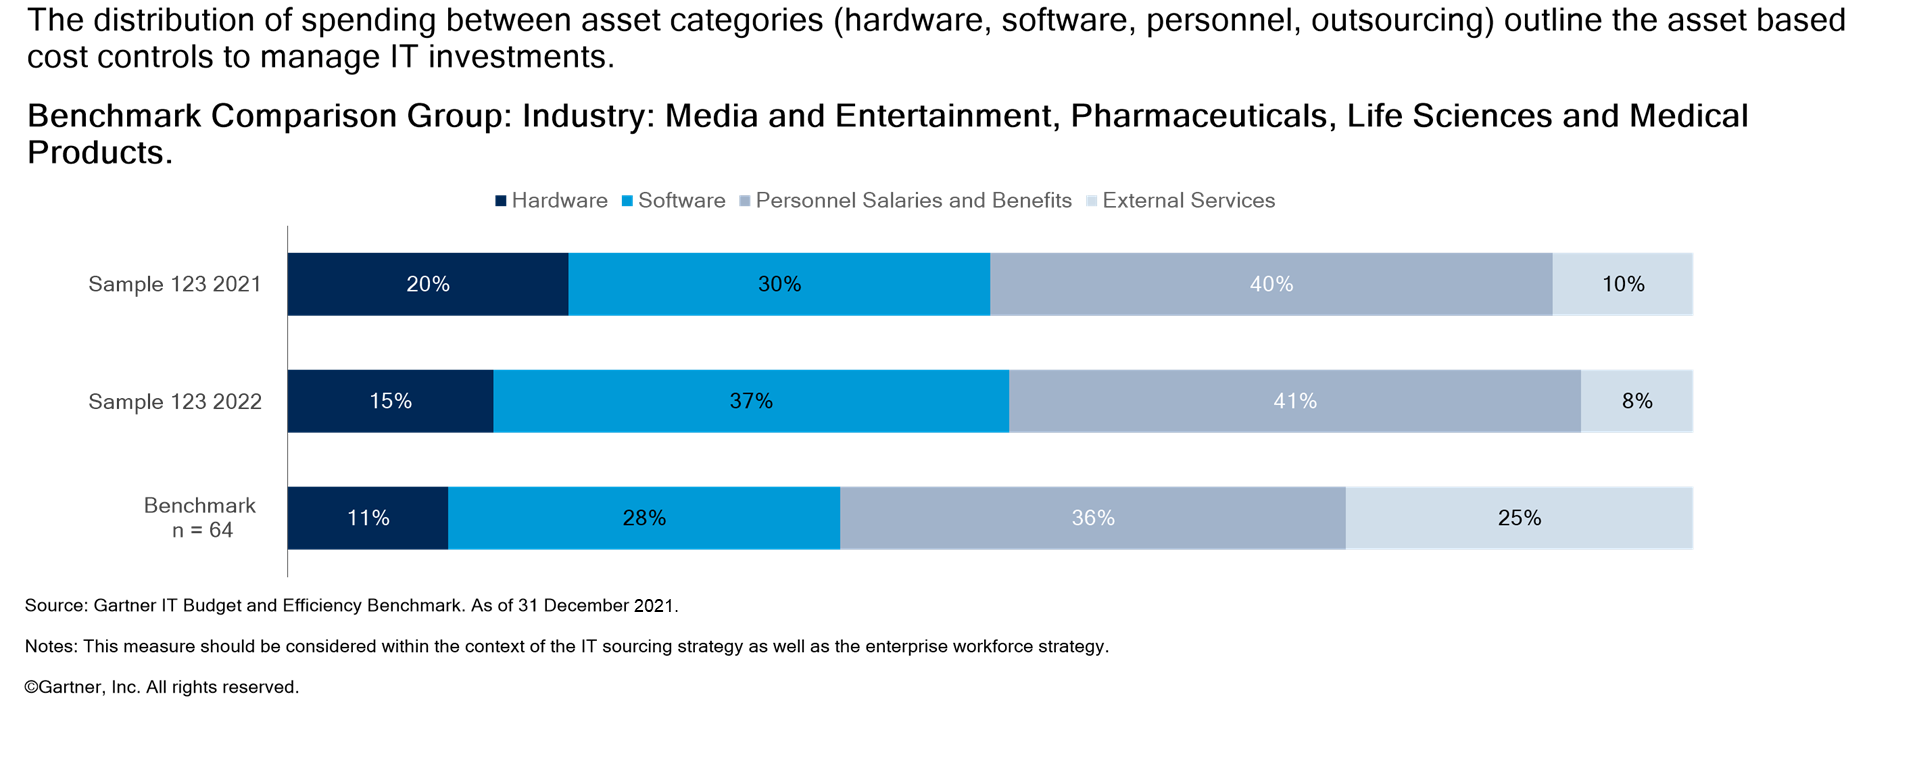 The distribution of spending between asset categories (hardware, software, personnel, outsourcing) outline the asset based
cost controls to manage IT investments.
Benchmark Comparison Group: Industry: Media and Entertainment, Pharmaceuticals, Life Sciences and Medical
Products.
Hardware Software Personnel Salaries and Benefits External Services
Sample 123 2021 20% 30% 40% 10%
Sample 123 2022 15% 37% 41% 8%
Benchmark
n = 64
11% 28% 36% 25%
Source: Gartner IT Budget and Efficiency Benchmark. As of 31 December 2021.
Notes: This measure should be considered within the context of the IT sourcing strategy as well as the enterprise workforce strategy.
©Gartner, Inc. All rights reserved.